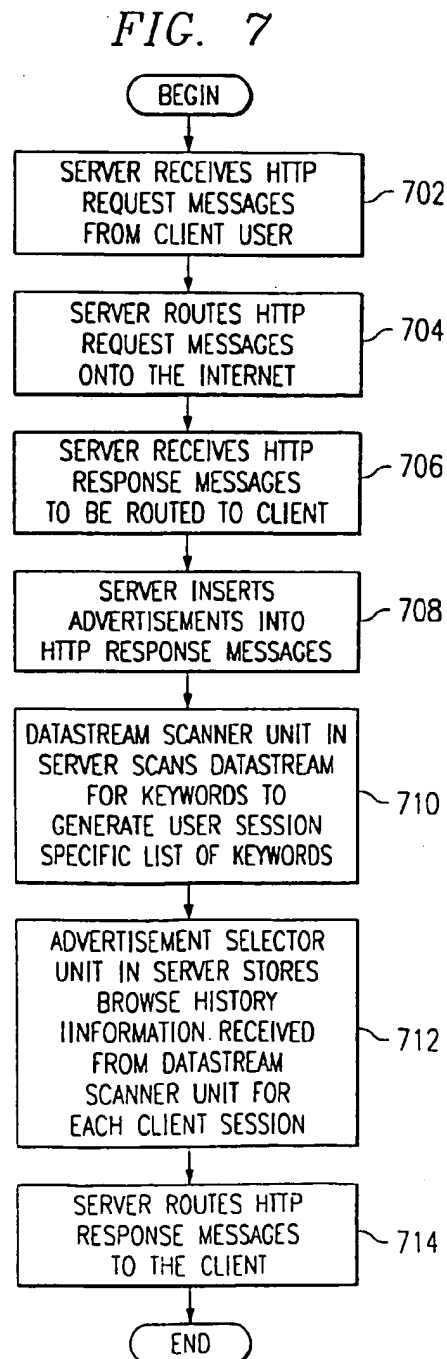 FIG. 7
BEGIN
SERVER RECEIVES HTTP
REQUEST MESSAGES
FROM CLIENT USER
702
SERVER ROUTES HTTP
REQUEST MESSAGES
ONTO THE INTERNET
704
SERVER RECEIVES HTTP
RESPONSE MESSAGES
TO BE ROUTED TO CLIENT
706
SERVER INSERTS
ADVERTISEMENTS INTO
HTTP RESPONSE MESSAGES
708
DATASTREAM SCANNER UNIT IN
SERVER SCANS DATASTREAM
FOR KEYWORDS TO
GENERATE USER SESSION
SPECIFIC LIST OF KEYWORDS
710
ADVERTISEMENT SELECTOR
UNIT IN SERVER STORES
BROWSE HISTORY
IINFORMATION RECEIVED
FROM DATASTREAM
SCANNER UNIT FOR
EACH CLIENT SESSION
712
SERVER ROUTES HTTP
RESPONSE MESSAGES
TO THE CLIENT
714
END